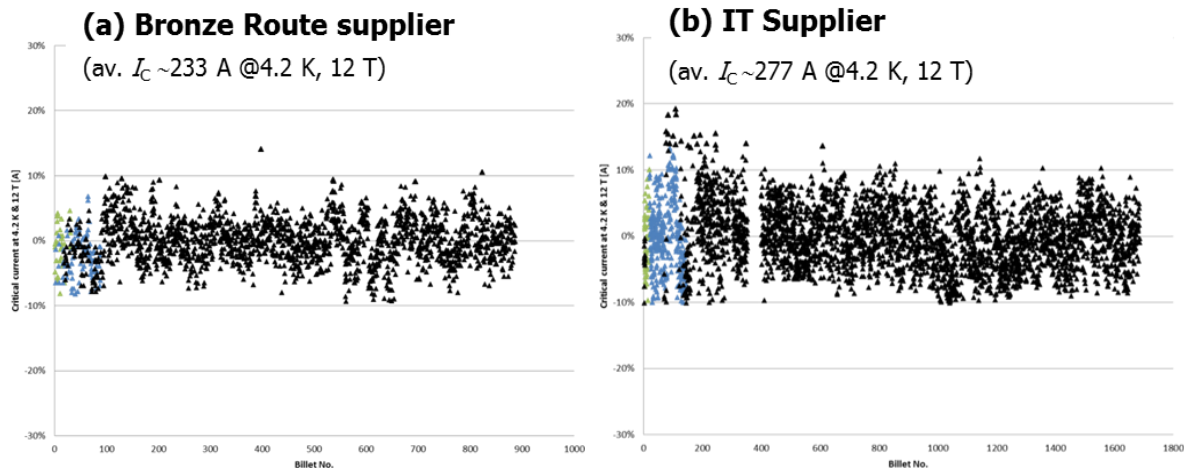 (a) Bronze Route supplier
(av. IC ~233 A @4.2 K, 12 T)
30%
20%
10%
0%
-10%
-20%
-30%
Critical current at 4.2 K & 12 T [A]
0 100 200 300 400 500 600 700 800 900 1000
Billet No.
(b) IT Supplier
(av. IC~277 A @4.2 K, 12 T)
30%
20%
10%
0%
-10%
-20%
-30%
Critical current at 4.2 K & 12 T [A]
0 200 400 600 800 1000 1200 1400 1600 1800
Billet No.